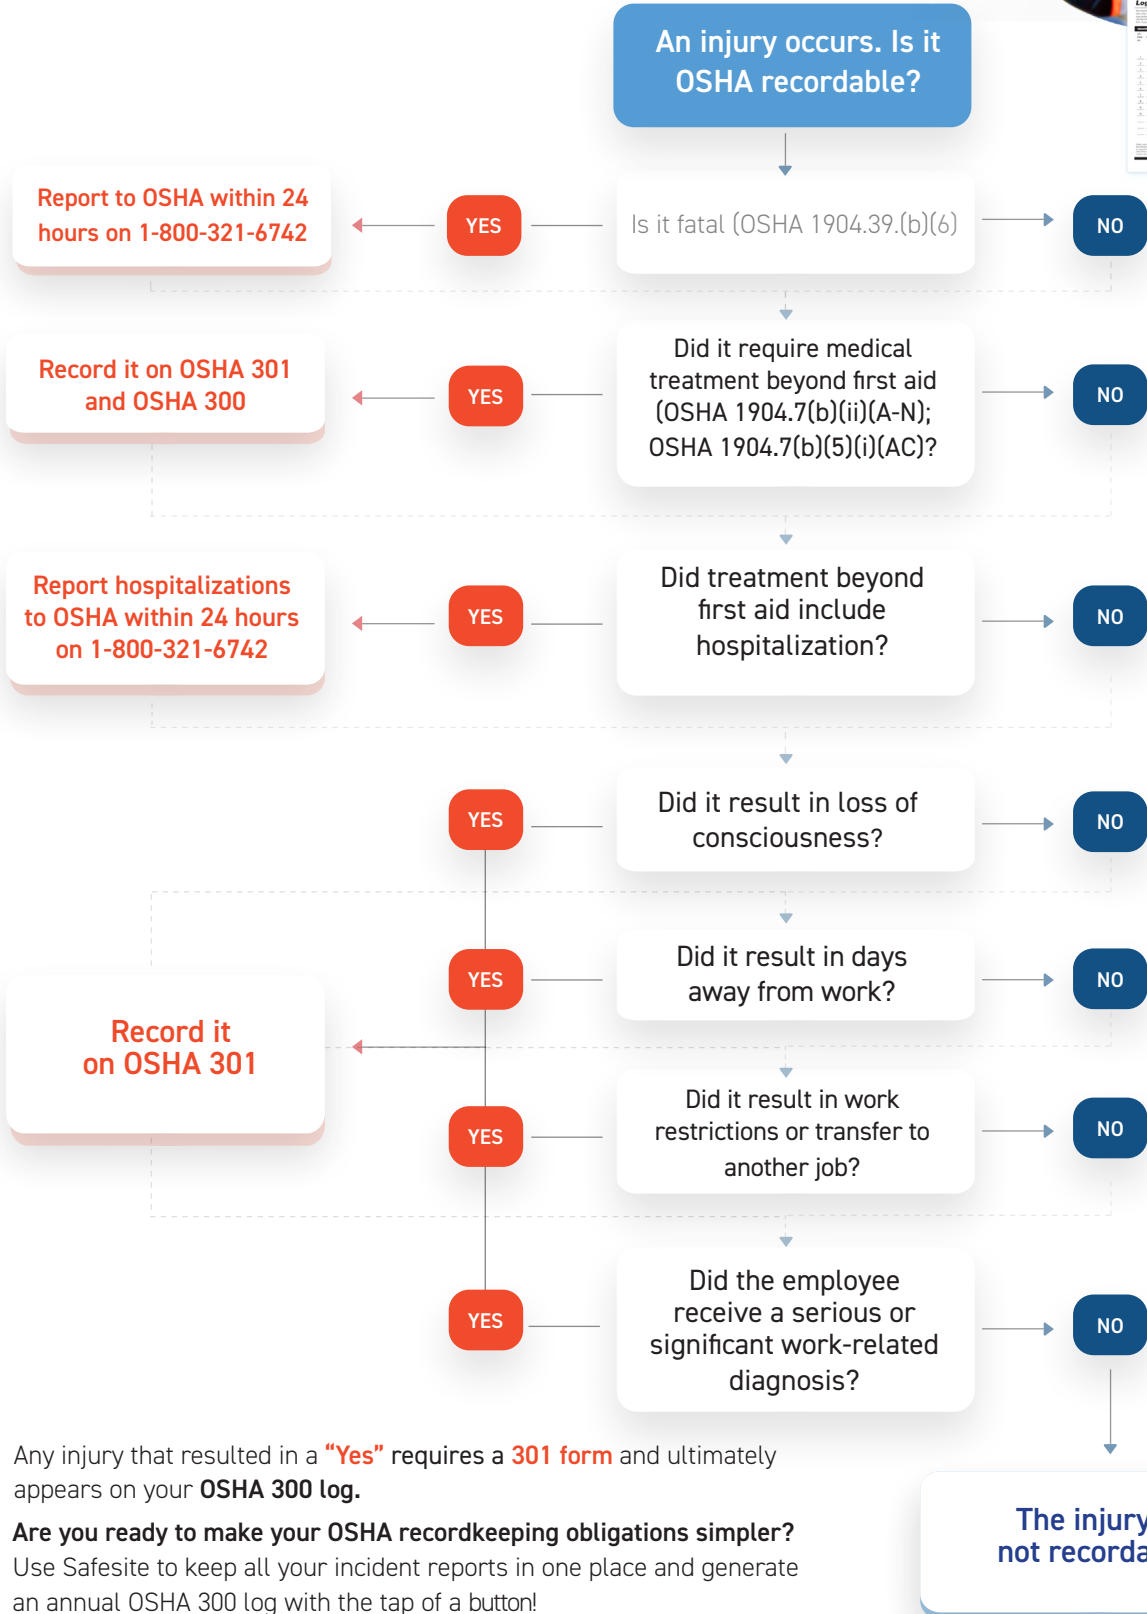 An injury occurs. Is it
OSHA recordable?
Report to OSHA within 24
hours on 1-800-321-6742
YES
Is it fatal (OSHA 1904.39.(b)(6)
NO
Record it on OSHA 301
and OSHA 300
YES
Did it require medical
treatment beyond first aid
(OSHA 1904.7(b)(ii)(A-N);
OSHA 1904.7(b)(5)(i)(AC)?
NO
Report hospitalizations
to OSHA within 24 hours
on 1-800-321-6742
YES
Did treatment beyond
first aid include
hospitalization?
NO
YES
Did it result in loss of
consciousness?
NO
YES
Did it result in days
away from work?
NO
Record it
on OSHA 301
YES
Did it result in work
restrictions or transfer to
another job?
NO
YES
Did the employee
receive a serious or
significant work-related
diagnosis?
NO
Any injury that resulted in a “Yes” requires a 301 form and ultimately
appears on your OSHA 300 log.
Are you ready to make your OSHA recordkeeping obligations simpler?
Use Safesite to keep all your incident reports in one place and generate
an annual OSHA 300 log with the tap of a button!
The injury
not recorda